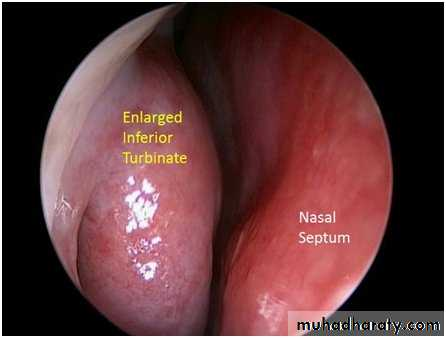 Enlarged
Inferior
Turbinate
Nasal
Septum
muhadharaty.com